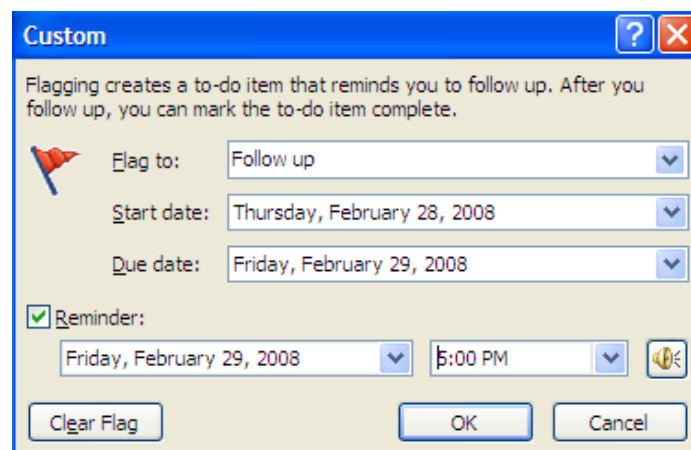 Custom
?
Flagging creates a to-do item that reminds you to follow up. After you
follow up, you can mark the to-do item complete.
Flag to: Follow up
Start date: Thursday, February 28, 2008
Due date: Friday, February 29, 2008
Reminder:
Friday, February 29, 2008 5:00 PM
Clear Flag OK Cancel